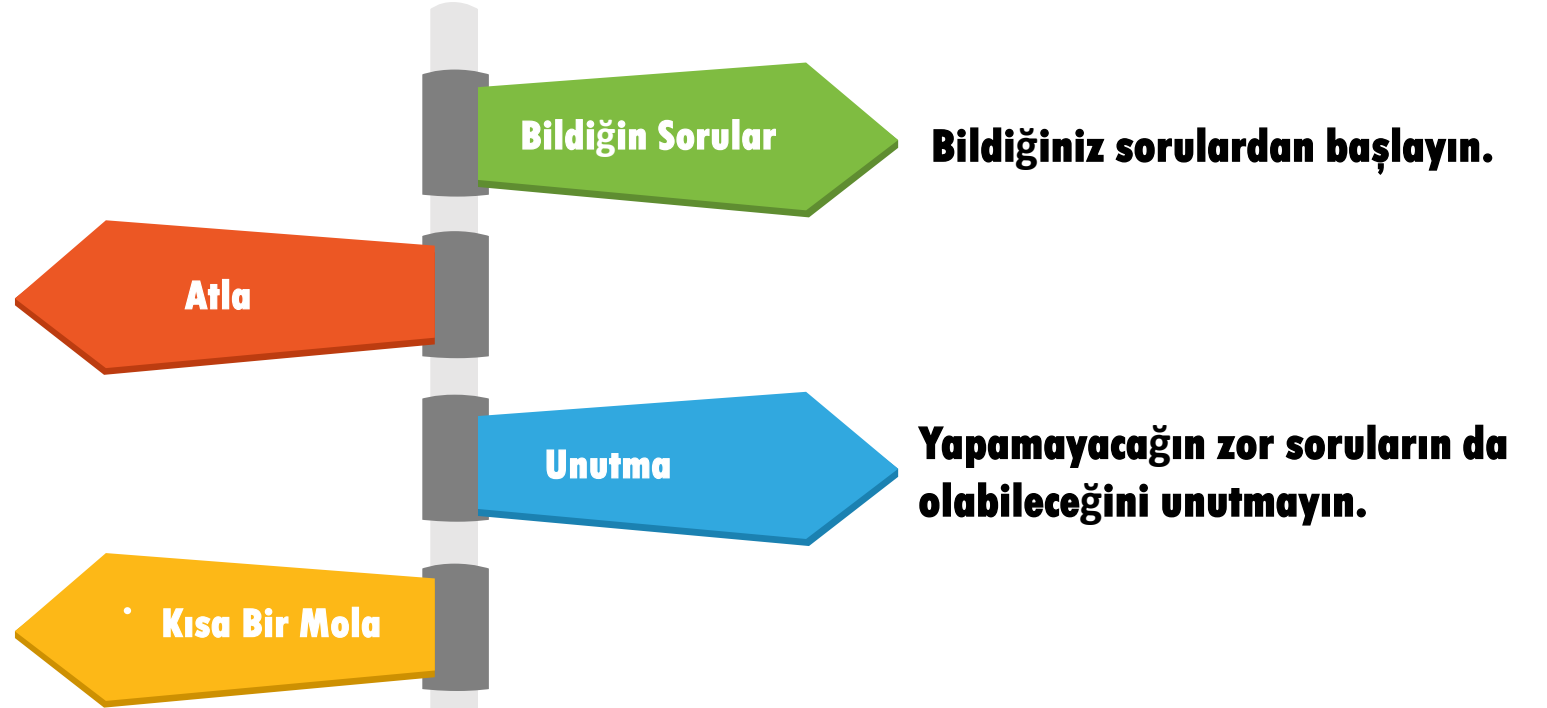 Bildiğin Sorular
Bildiğiniz sorulardan başlayın.
Atla
Unutma
Yapamayacağın zor soruların da
olabileceğini unutmayın.
• Kısa Bir Mola